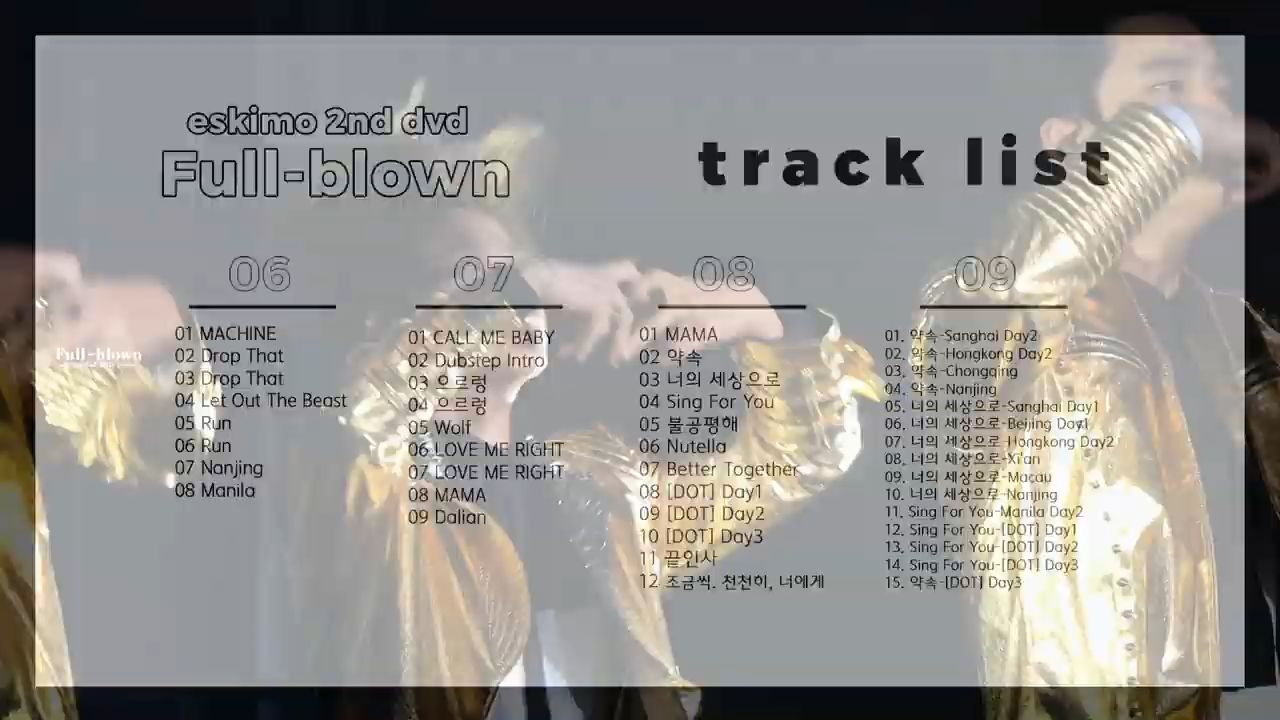 eskimo 2nd dvd
Full-blown
track list
06
01 MACHINE
02 Drop That
03 Drop That
04 Let Out The Beast
05 Run
06 Run
07 Nanjing
08 Manila
07
01 CALL ME BABY
02 Dubstep Intro
03 으르렁
04 으르렁
05 Wolf
06 LOVE ME RIGHT
07 LOVE ME RIGHT
08 MAMA
09 Dalian
08
01 MAMA
02 약속
03 너의 세상으로
04 Sing For You
05 불공평해
06 Nutella
07 Better Together
08 [DOT] Day1
09 [DOT] Day2
10 [DOT] Day3
11 끝인사
12 조금씩. 천천히, 너에게
09
01. 약속-Sanghai Day2
02. 약속-Hongkong Day2
03. 약속-Chongqing
04. 약속-Nanjing
05. 너의 세상으로-Sanghai Day1
06. 너의 세상으로-Beijing Day1
07. 너의 세상으로-Hongkong Day2
08. 너의 세상으로-Xi'an
09. 너의 세상으로-Macau
10. 너의 세상으로-Nanjing
11. Sing For You-Manila Day2
12. Sing For You-[DOT] Day1
13. Sing For You-[DOT] Day2
14. Sing For You-[DOT] Day3
15. 약속-[DOT] Day3
Full-blown